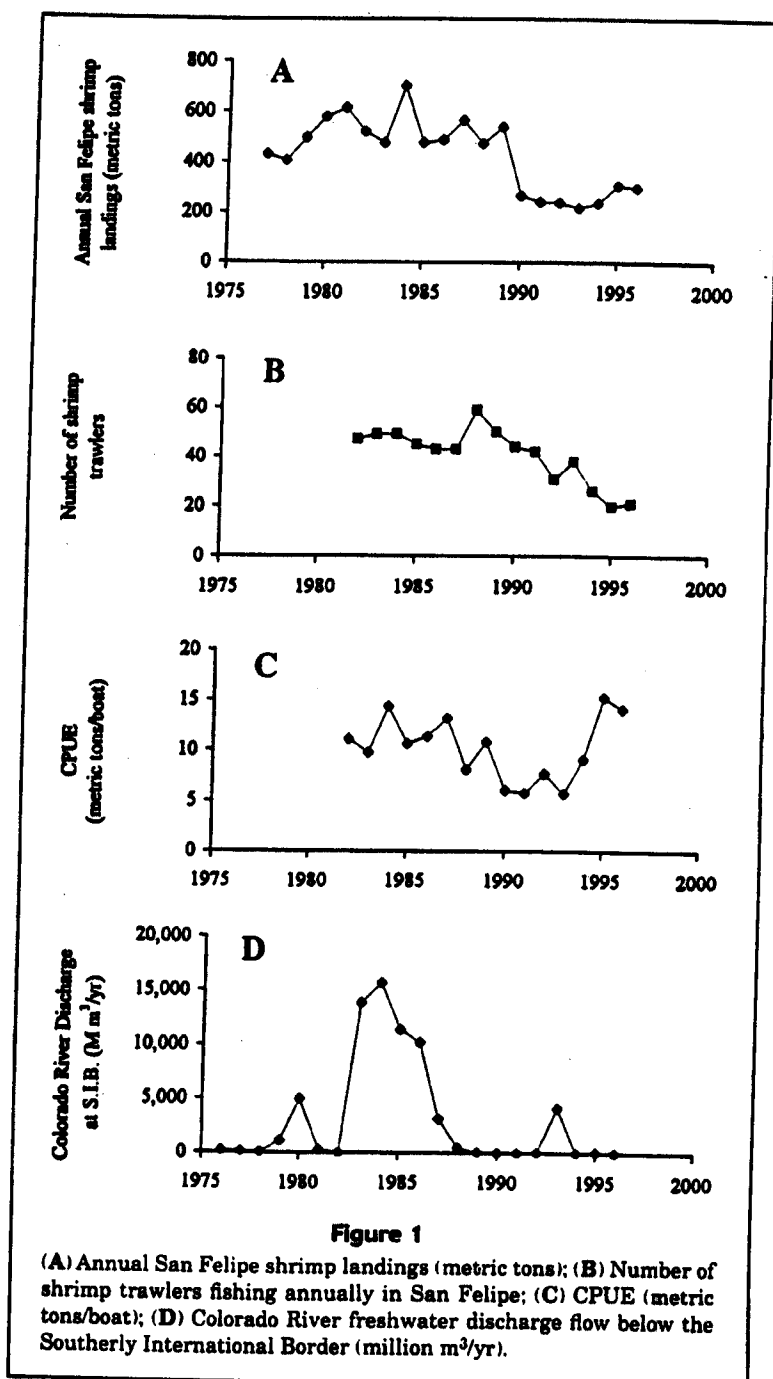 A
Annual San Felipe shrimp
landings (metric tons)
800
600
400
200
0
1975 1980 1985 1990 1995 2000
B
Number of shrimp
trawlers
80
60
40
20
0
1975 1980 1985 1990 1995 2000
C
CPUE
(metric tons/boat)
20
15
10
5
0
1975 1980 1985 1990 1995 2000
D
Colorado River Discharge
at S.I.B. (M m³/yr)
20,000
15,000
10,000
5,000
0
1975 1980 1985 1990 1995 2000
Figure 1
(A) Annual San Felipe shrimp landings (metric tons); (B) Number of
shrimp trawlers fishing annually in San Felipe; (C) CPUE (metric
tons/boat); (D) Colorado River freshwater discharge flow below the
Southerly International Border (million m³/yr).